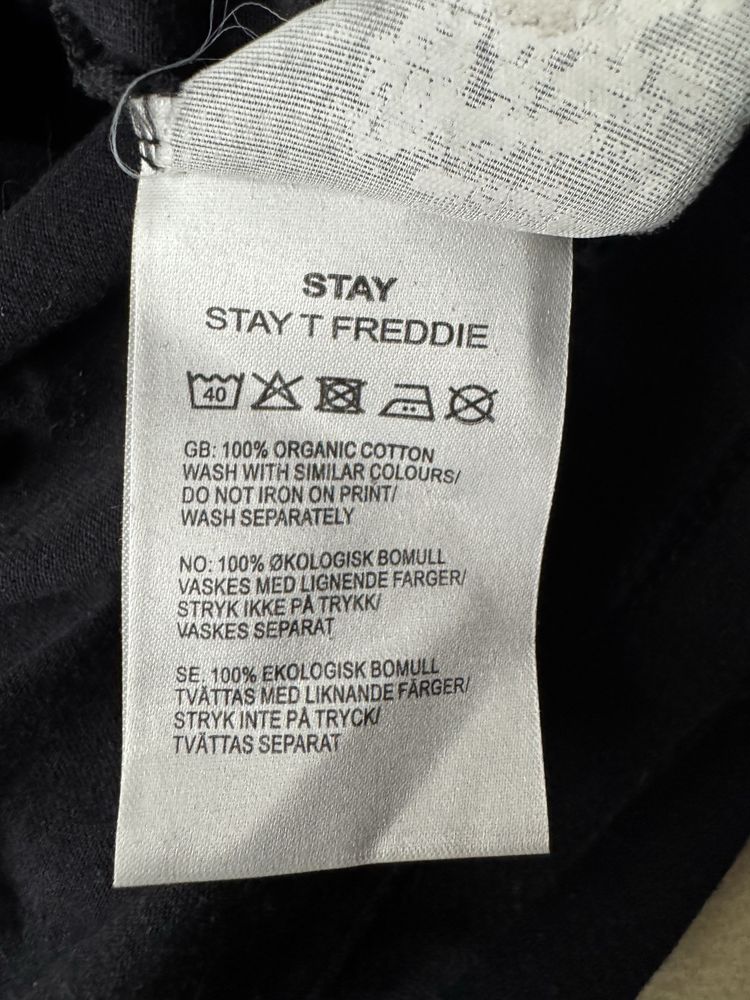 STAY
STAY T FREDDIE
40
GB: 100% ORGANIC COTTON
WASH WITH SIMILAR COLOURS/
DO NOT IRON ON PRINT/
WASH SEPARATELY
NO: 100% ØKOLOGISK BOMULL
VASKES MED LIGNENDE FARGER/
STRYK IKKE PÅ TRYKK/
VASKES SEPARAT
SE. 100% EKOLOGISK BOMULL
TVÄTTAS MED LIKNANDE FÄRGER/
STRYK INTE PÅ TRYCK/
TVÄTTAS SEPARAT